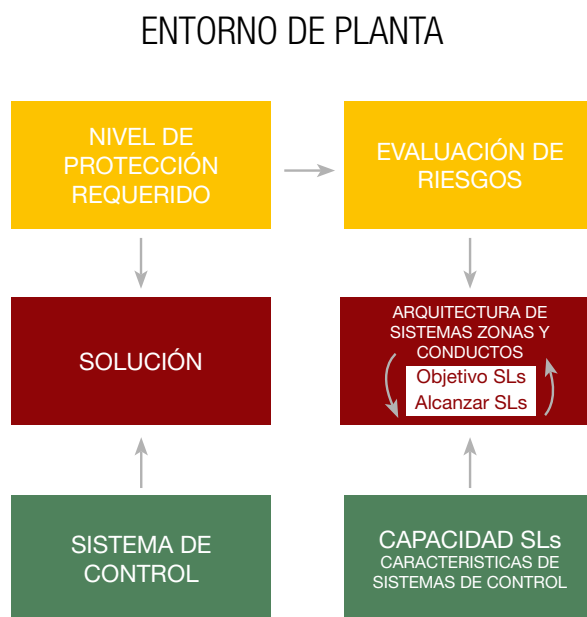 ENTORNO DE PLANTA
NIVEL DE
PROTECCIÓN
REQUERIDO
EVALUACIÓN DE
RIESGOS
SOLUCIÓN
ARQUITECTURA DE
SISTEMAS ZONAS Y
CONDUCTOS
Objetivo SLs
Alcanzar SLs
SISTEMA DE
CONTROL
CAPACIDAD SLs
CARACTERISTICAS DE
SISTEMAS DE CONTROL